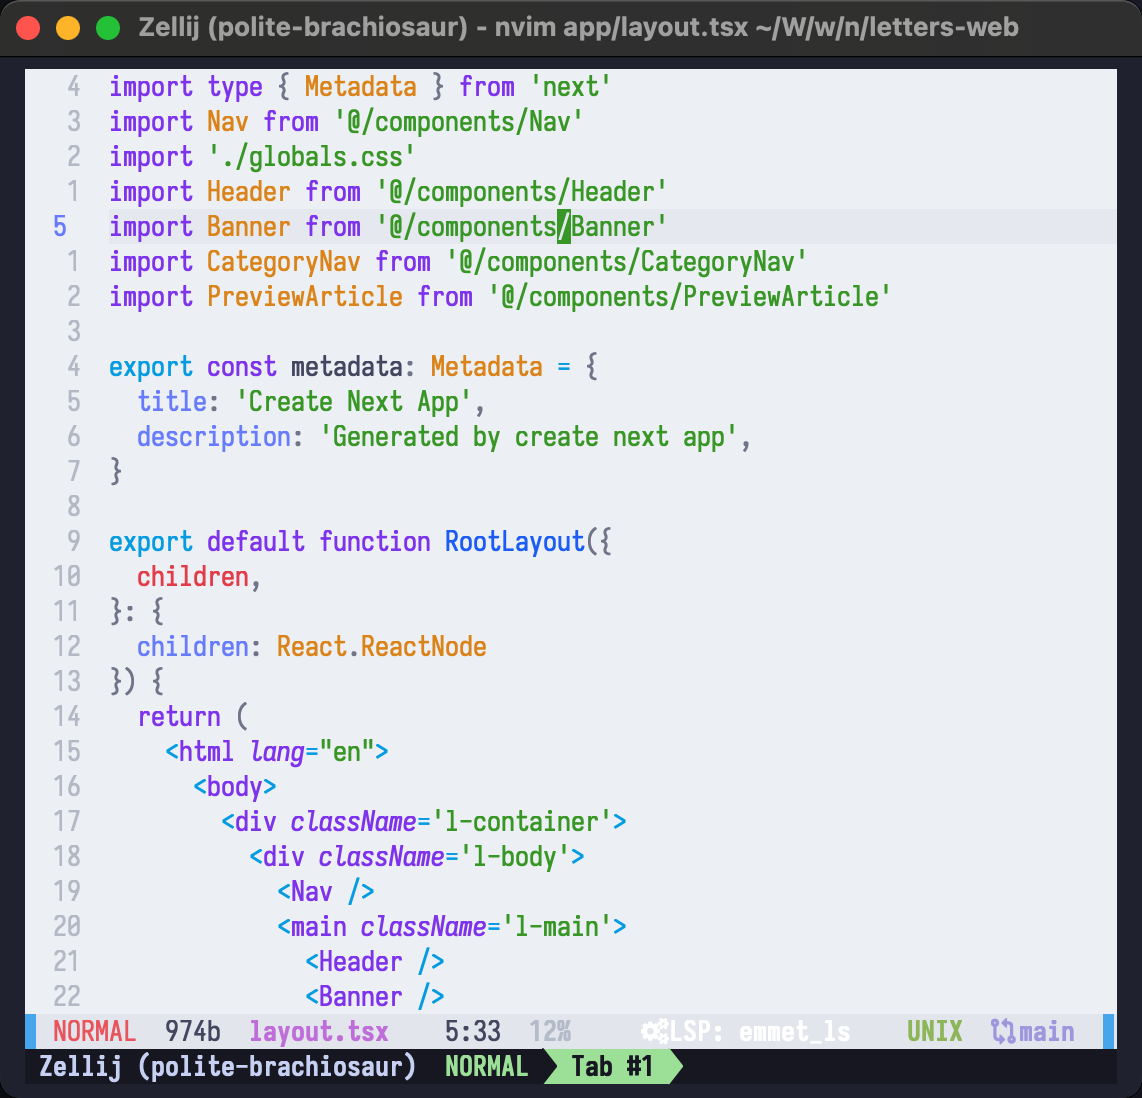 Zellij (polite-brachiosaur) - nvim app/layout.tsx ~/W/w/n/letters-web
4 import type { Metadata } from 'next'
3 import Nav from '@/components/Nav'
2 import './globals.css'
1 import Header from '@/components/Header'
5 import Banner from '@/components/Banner'
1 import CategoryNav from '@/components/CategoryNav'
2 import PreviewArticle from '@/components/PreviewArticle'
3
4 export const metadata: Metadata = {
5   title: 'Create Next App',
6   description: 'Generated by create next app',
7 }
8
9 export default function RootLayout({
10   children,
11 }: {
12   children: React.ReactNode
13 }) {
14   return (
15     <html lang="en">
16       <body>
17         <div className='l-container'>
18           <div className='l-body'>
19             <Nav />
20             <main className='l-main'>
21               <Header />
22               <Banner />
NORMAL 974b layout.tsx 5:33 12% LSP: emmet_ls UNIX main
Zellij (polite-brachiosaur) NORMAL Tab #1